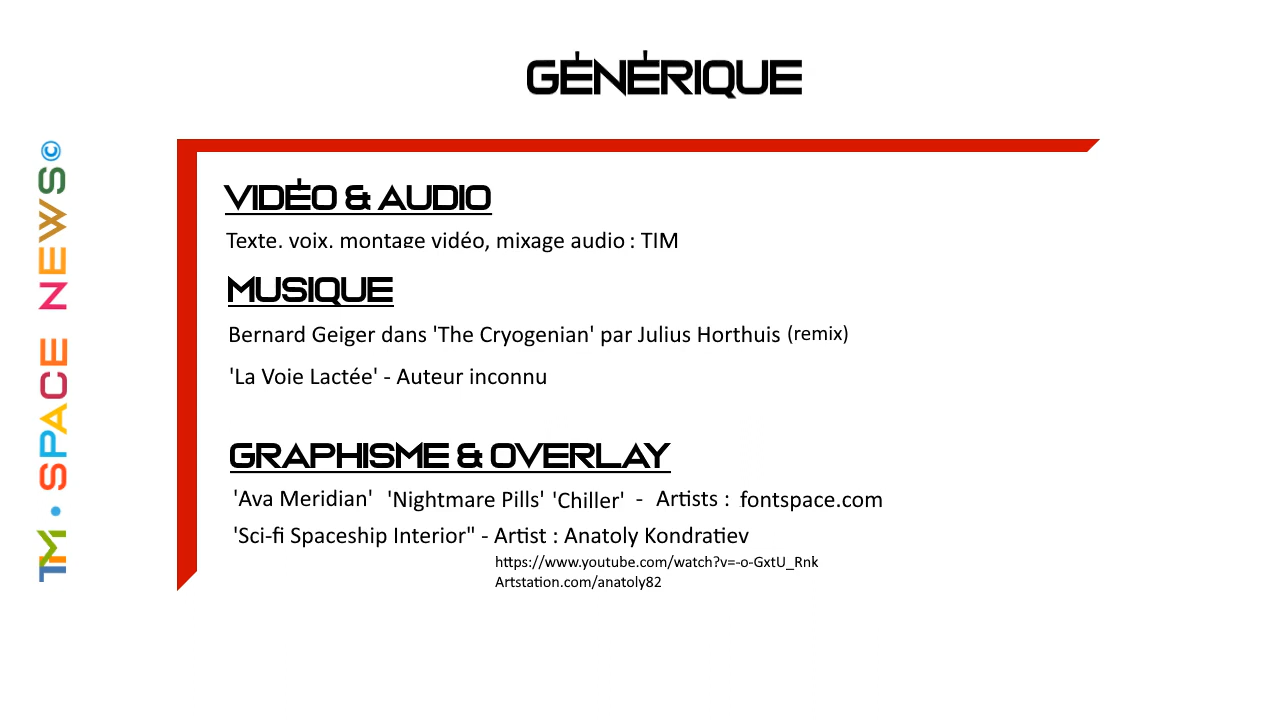 GÉNÉRIQUE
TM • SPACE NEWS©
VIDÉO & AUDIO
Texte, voix, montage vidéo, mixage audio : TIM
MUSIQUE
Bernard Geiger dans 'The Cryogenian' par Julius Horthuis (remix)
'La Voie Lactée' - Auteur inconnu
GRAPHISME & OVERLAY
'Ava Meridian' 'Nightmare Pills' 'Chiller' - Artists : fontspace.com
'Sci-fi Spaceship Interior" - Artist : Anatoly Kondratiev
https://www.youtube.com/watch?v=-o-GxtU_Rnk
Artstation.com/anatoly82